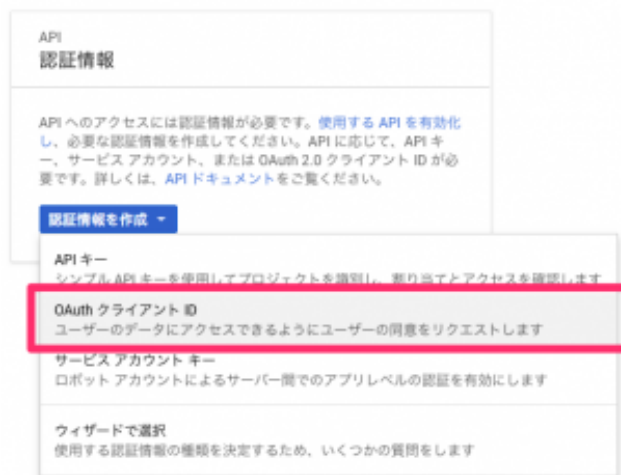 API
認証情報
API へのアクセスには認証情報が必要です。使用する API を有効化
し、必要な認証情報を作成してください。API に応じて、API キ
ー、サービス アカウント、または OAuth 2.0 クライアント ID が必
要です。詳しくは、API ドキュメントをご覧ください。
認証情報を作成
API キー
シンプル API キーを使用してプロジェクトを識別し、割り当てとアクセスを確認します
OAuth クライアント ID
ユーザーのデータにアクセスできるようにユーザーの同意をリクエストします
サービス アカウント キー
ロボット アカウントによるサーバー間でのアプリレベルの認証を有効にします
ウィザードで選択
使用する認証情報の種類を決定するため、いくつかの質問をします